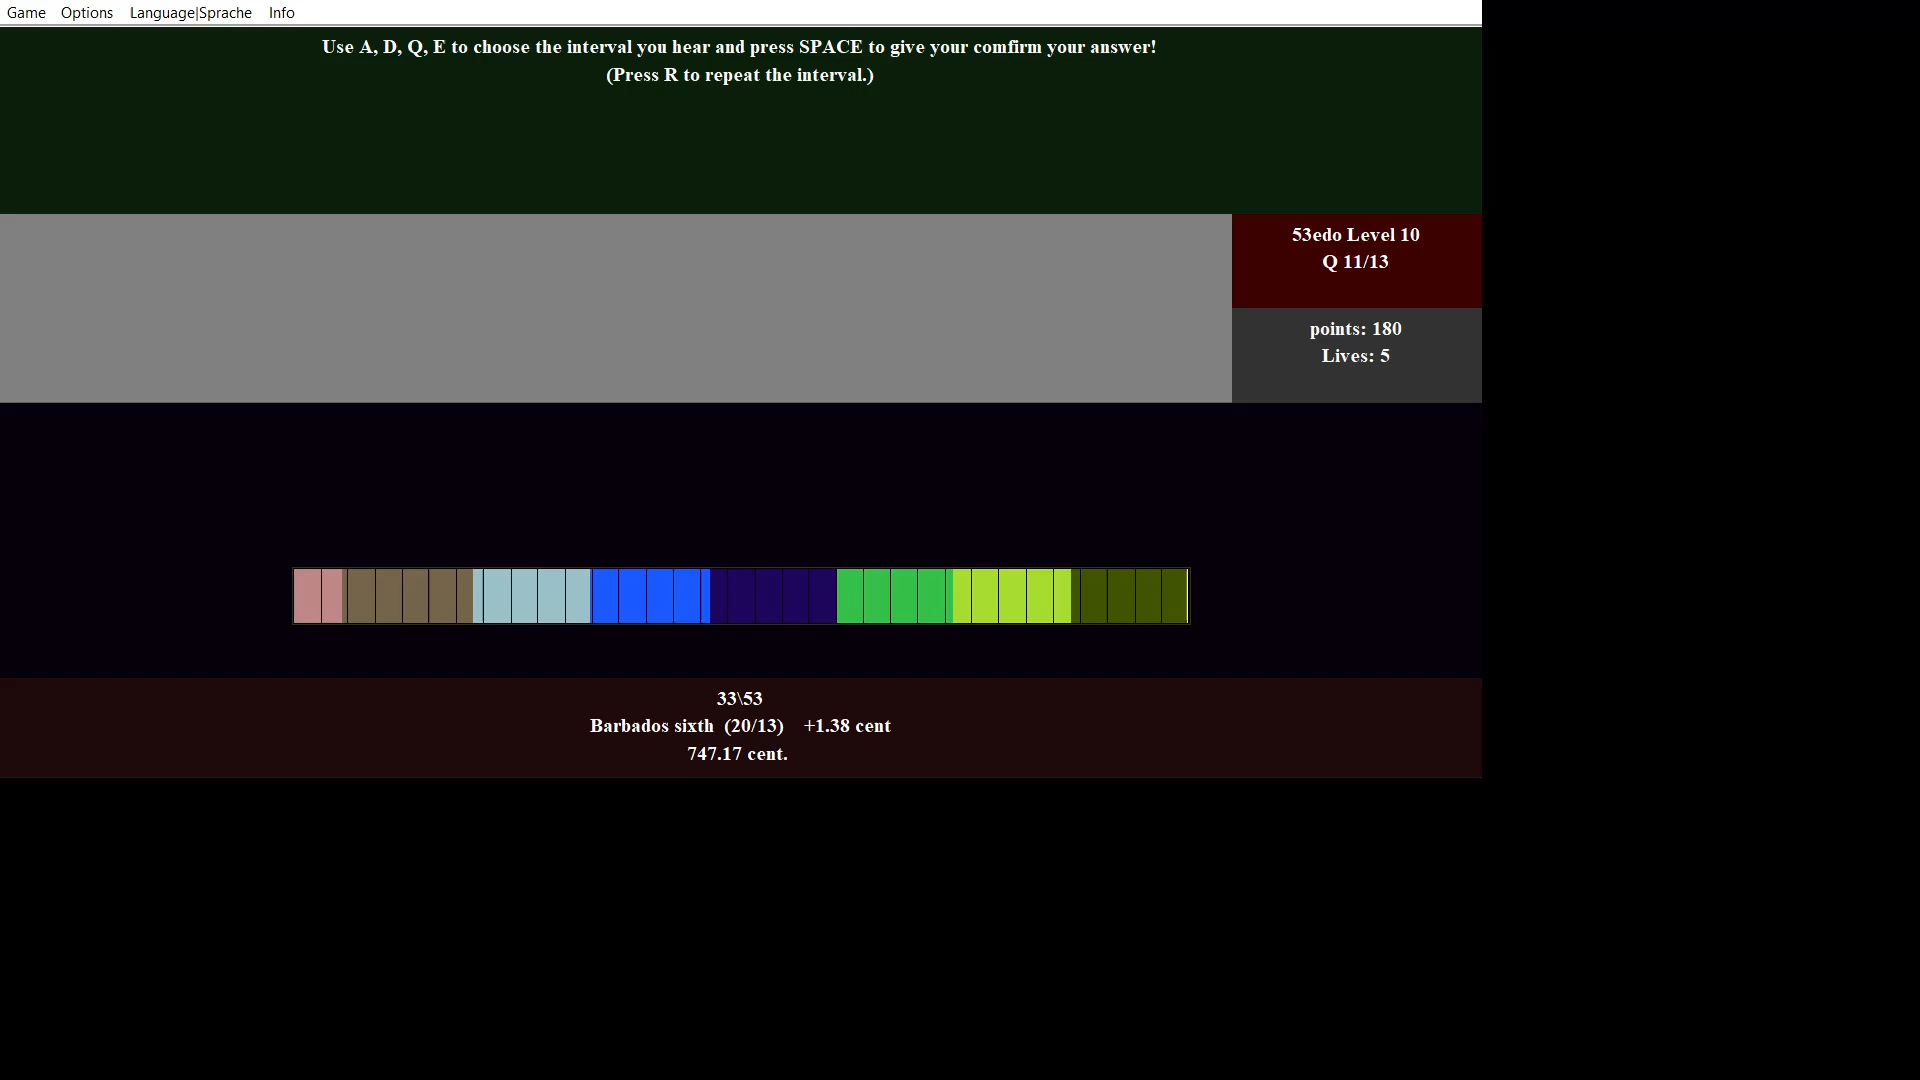 Game Options Language|Sprache Info
Use A, D, Q, E to choose the interval you hear and press SPACE to give your comfirm your answer!
(Press R to repeat the interval.)
53edo Level 10
Q 11/13
points: 180
Lives: 5
33\53
Barbados sixth (20/13) +1.38 cent
747.17 cent.